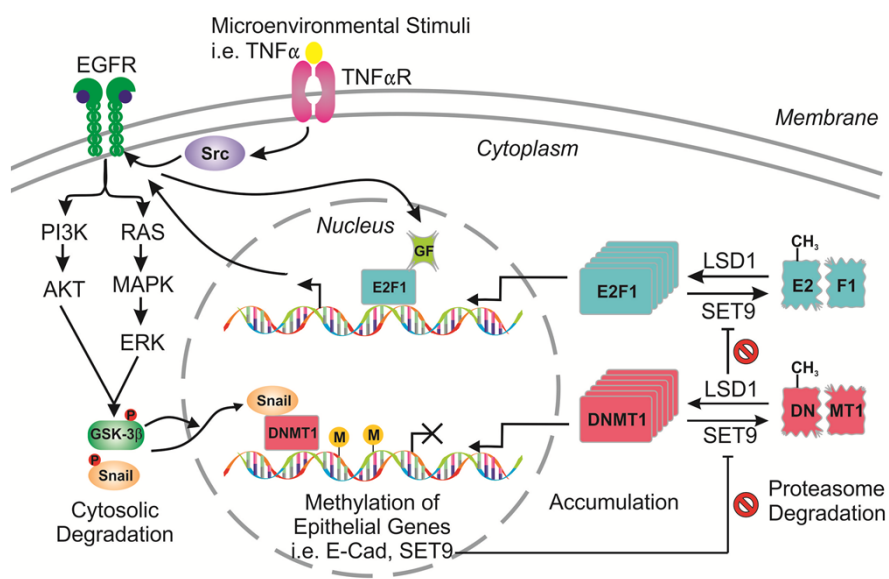 Microenvironmental Stimuli
i.e. TNFα
EGFR
TNFαR
Membrane
Src
Cytoplasm
Nucleus
PI3K
RAS
GF
CH₃
LSD1
E2 F1
E2F1
E2F1
AKT
MAPK
SET9
ERK
CH₃
LSD1
Snail
P
GSK-3β
DNMT1
M
M
DNMT1
DN MT1
SET9
P
Snail
Cytosolic
Degradation
Methylation of
Epithelial Genes
i.e. E-Cad, SET9
Accumulation
Proteasome
Degradation